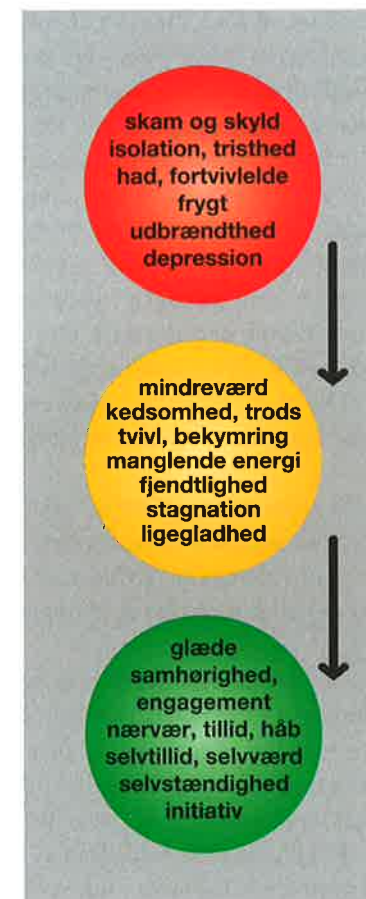 skam og skyld
isolation, tristhed
had, fortvivlelde
frygt
udbrændthed
depression
mindreværd
kedsomhed, trods
tvivl, bekymring
manglende energi
fjendtlighed
stagnation
ligegladhed
glæde
samhørighed,
engagement
nærvær, tillid, håb
selvtillid, selvværd
selvstændighed
initiativ